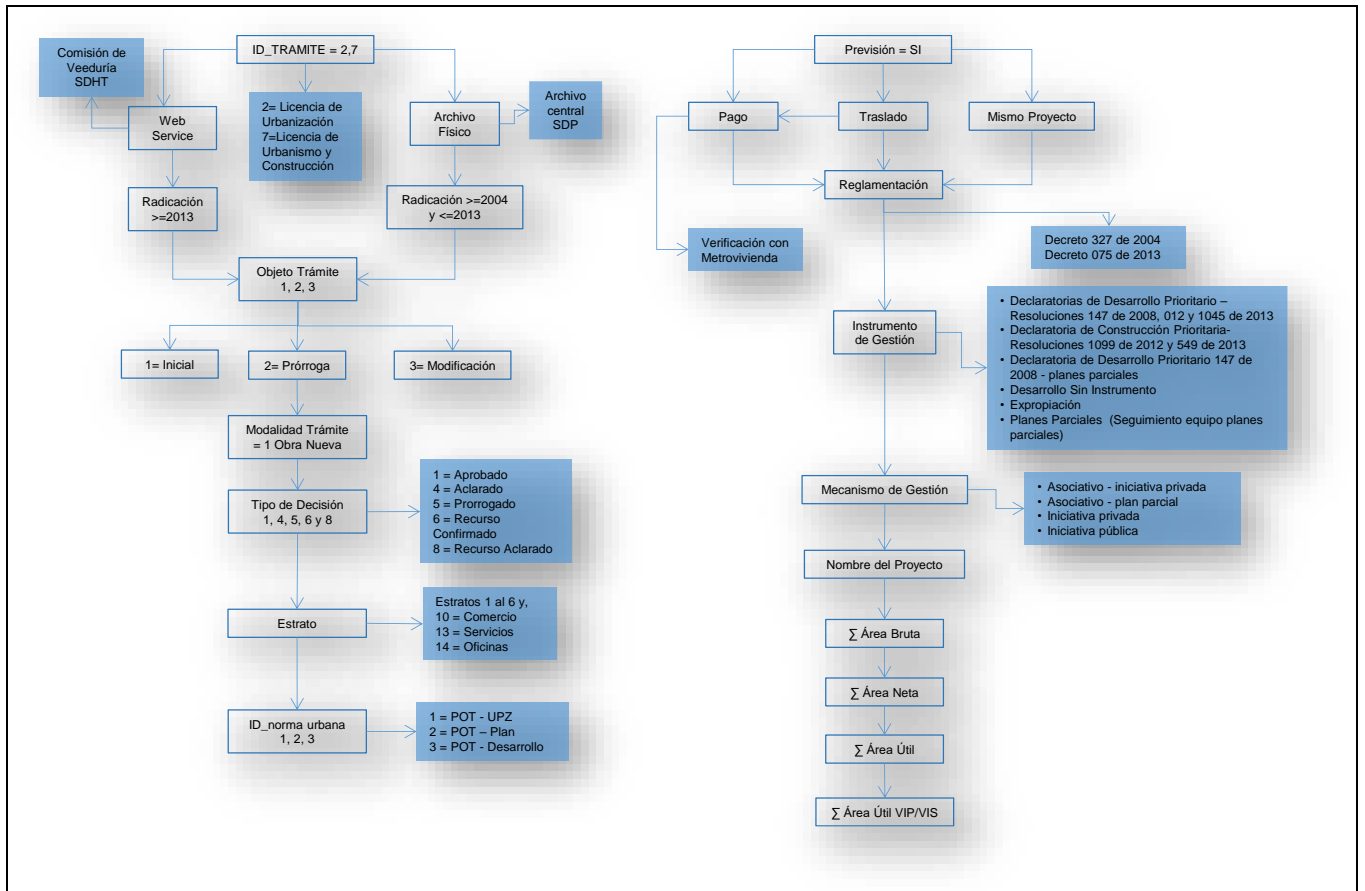 Comisión de
Veeduría
SDHT
ID_TRAMITE = 2,7
Web
Service
2= Licencia de
Urbanización
7=Licencia de
Urbanismo y
Construcción
Archivo
Físico
Archivo
central
SDP
Radicación
>=2013
Radicación >=2004
y <=2013
Objeto Trámite
1, 2, 3
1= Inicial
2= Prórroga
3= Modificación
Modalidad Trámite
= 1 Obra Nueva
Tipo de Decisión
1, 4, 5, 6 y 8
1 = Aprobado
4 = Aclarado
5 = Prorrogado
6 = Recurso
Confirmado
8 = Recurso Aclarado
Estrato
Estratos 1 al 6 y,
10 = Comercio
13 = Servicios
14 = Oficinas
ID_norma urbana
1, 2, 3
1 = POT - UPZ
2 = POT – Plan
3 = POT - Desarrollo
Previsión = SI
Pago
Traslado
Mismo Proyecto
Reglamentación
Verificación con
Metrovivienda
Decreto 327 de 2004
Decreto 075 de 2013
Instrumento
de Gestión
• Declaratorias de Desarrollo Prioritario –
Resoluciones 147 de 2008, 012 y 1045 de 2013
• Declaratoria de Construcción Prioritaria-
Resoluciones 1099 de 2012 y 549 de 2013
• Declaratoria de Desarrollo Prioritario 147 de
2008 - planes parciales
• Desarrollo Sin Instrumento
• Expropiación
• Planes Parciales (Seguimiento equipo planes
parciales)
Mecanismo de Gestión
• Asociativo - iniciativa privada
• Asociativo - plan parcial
• Iniciativa privada
• Iniciativa pública
Nombre del Proyecto
∑ Área Bruta
∑ Área Neta
∑ Área Útil
∑ Área Útil VIP/VIS